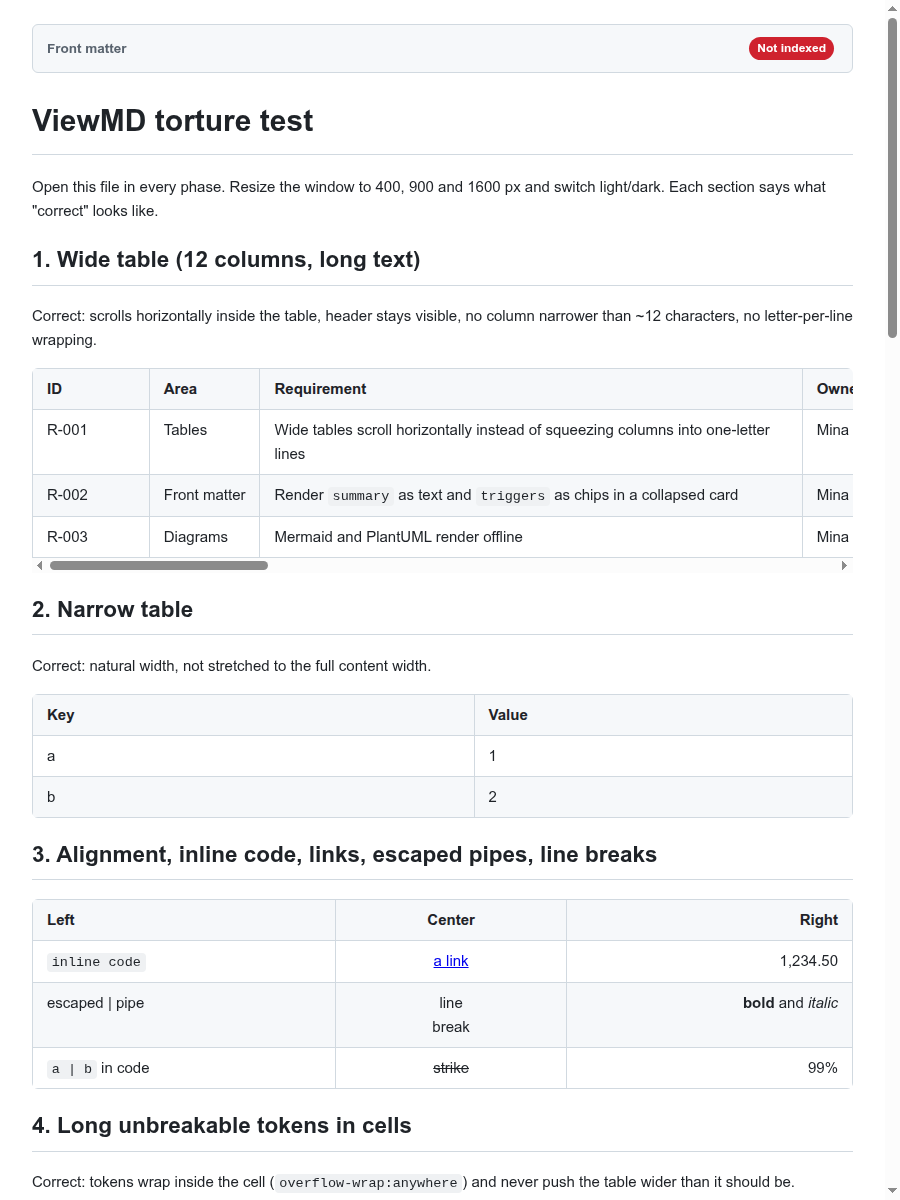 Front matter
Not indexed
ViewMD torture test
Open this file in every phase. Resize the window to 400, 900 and 1600 px and switch light/dark. Each section says what
"correct" looks like.
1. Wide table (12 columns, long text)
Correct: scrolls horizontally inside the table, header stays visible, no column narrower than ~12 characters, no letter-per-line
wrapping.
ID Area Requirement Owne
R-001 Tables Wide tables scroll horizontally instead of squeezing columns into one-letter Mina
lines
R-002 Front matter Render summary as text and triggers as chips in a collapsed card Mina
R-003 Diagrams Mermaid and PlantUML render offline Mina
2. Narrow table
Correct: natural width, not stretched to the full content width.
Key Value
a 1
b 2
3. Alignment, inline code, links, escaped pipes, line breaks
Left Center Right
inline code a link 1,234.50
escaped | pipe line bold and italic
break
a | b in code strike 99%
4. Long unbreakable tokens in cells
Correct: tokens wrap inside the cell (overflow-wrap:anywhere) and never push the table wider than it should be.